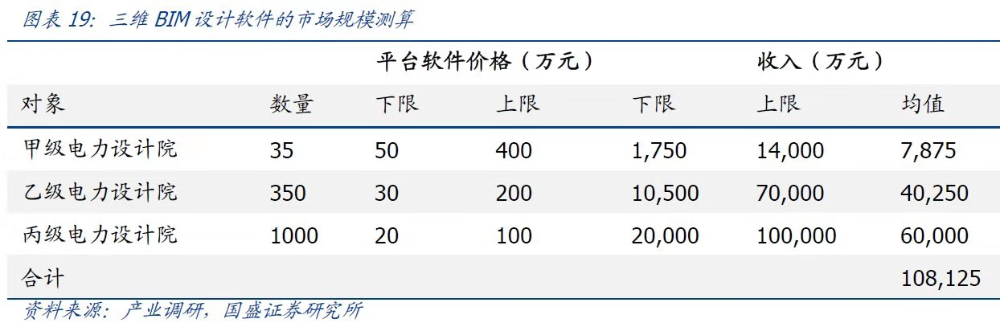 图表 19：三维 BIM 设计软件的市场规模测算
平台软件价格（万元） 收入（万元）
对象 数量 下限 上限 下限 上限 均值
甲级电力设计院 35 50 400 1,750 14,000 7,875
乙级电力设计院 350 30 200 10,500 70,000 40,250
丙级电力设计院 1000 20 100 20,000 100,000 60,000
合计 108,125
资料来源：产业调研，国盛证券研究所